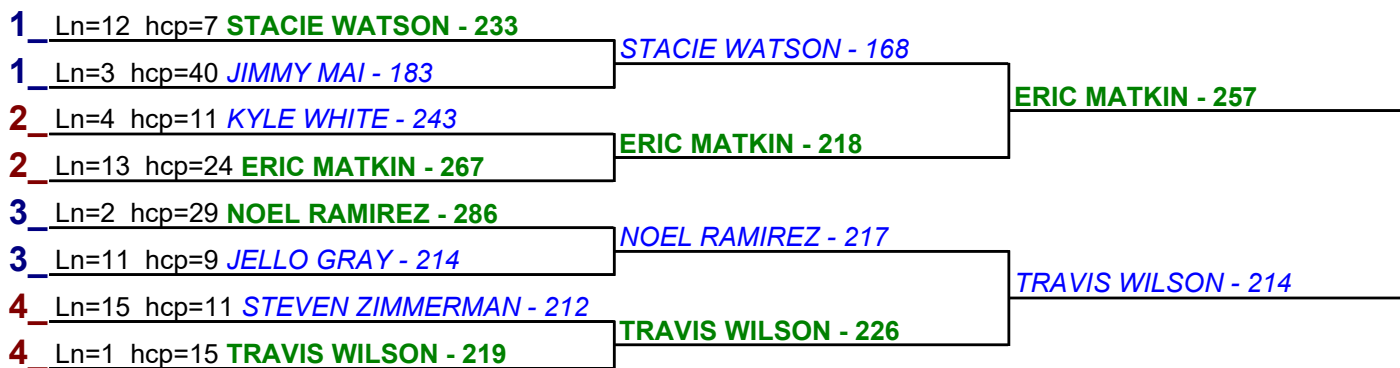 1_ Ln=12 hcp=7 STACIE WATSON - 233
STACIE WATSON - 168
1_ Ln=3 hcp=40 JIMMY MAI - 183
ERIC MATKIN - 257
2_ Ln=4 hcp=11 KYLE WHITE - 243
ERIC MATKIN - 218
2_ Ln=13 hcp=24 ERIC MATKIN - 267
3_ Ln=2 hcp=29 NOEL RAMIREZ - 286
NOEL RAMIREZ - 217
3_ Ln=11 hcp=9 JELLO GRAY - 214
TRAVIS WILSON - 214
4_ Ln=15 hcp=11 STEVEN ZIMMERMAN - 212
TRAVIS WILSON - 226
4_ Ln=1 hcp=15 TRAVIS WILSON - 219